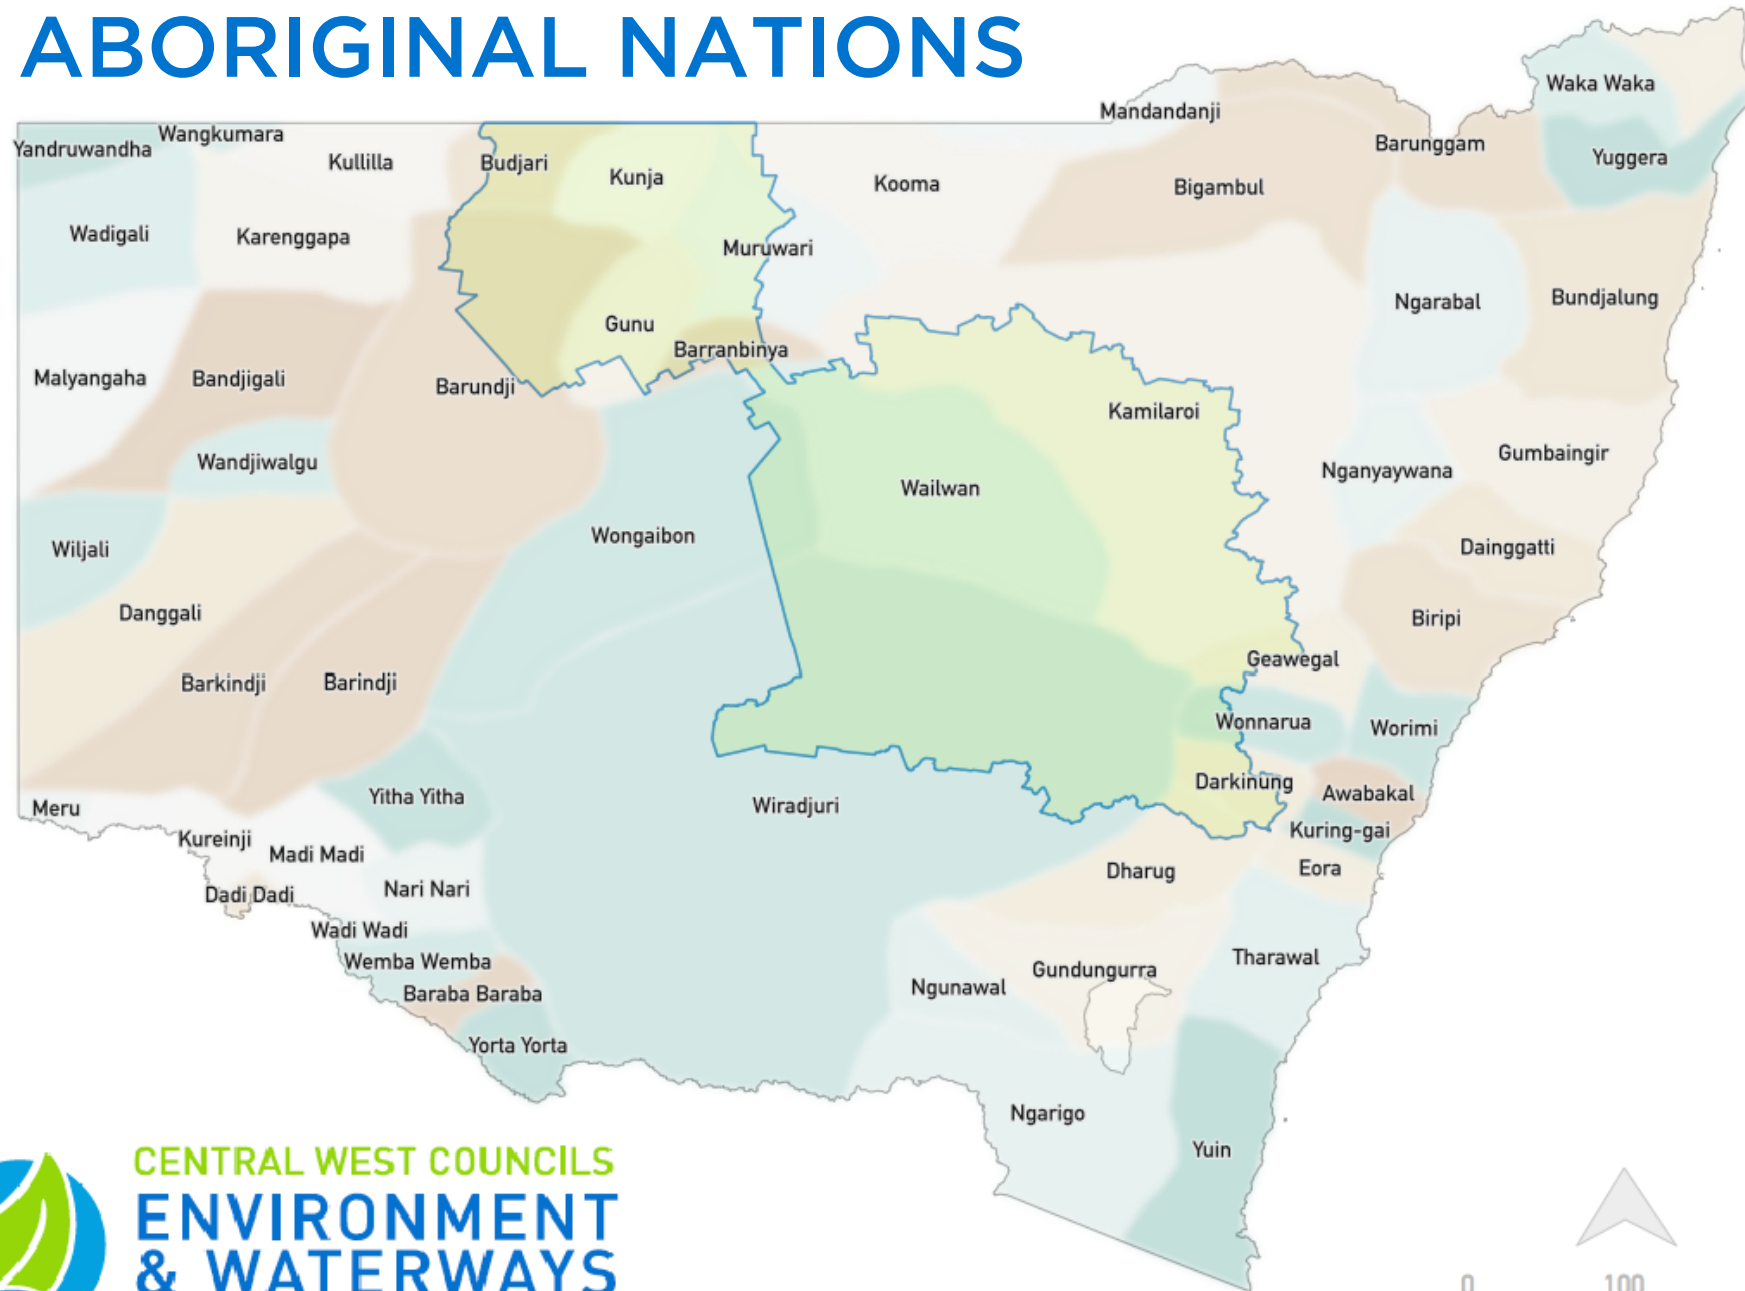 ABORIGINAL NATIONS
Waka Waka
Mandandanji
Wangkumara
Yandruwandha
Barunggam
Yuggera
Kullilla
Budjari
Kunja
Kooma
Bigambul
Wadigali
Karenggapa
Muruwari
Ngarabal
Bundjalung
Gunu
Barranbinya
Malyangaha
Bandjigali
Barundji
Kamilaroi
Wandjiwalgu
Nganyaywana
Gumbaingir
Wailwan
Wiljali
Wongaibon
Dainggatti
Danggali
Biripi
Geawegal
Barkindji
Barindji
Wonnarua
Worimi
Darkinung
Awabakal
Yitha Yitha
Meru
Wiradjuri
Kuring-gai
Kureinji
Madi Madi
Dharug
Eora
Dadi Dadi
Nari Nari
Wadi Wadi
Wemba Wemba
Tharawal
Gundungurra
Ngunawal
Baraba Baraba
Yorta Yorta
Ngarigo
Yuin
CENTRAL WEST COUNCILS
ENVIRONMENT
& WATERWAYS
0 100